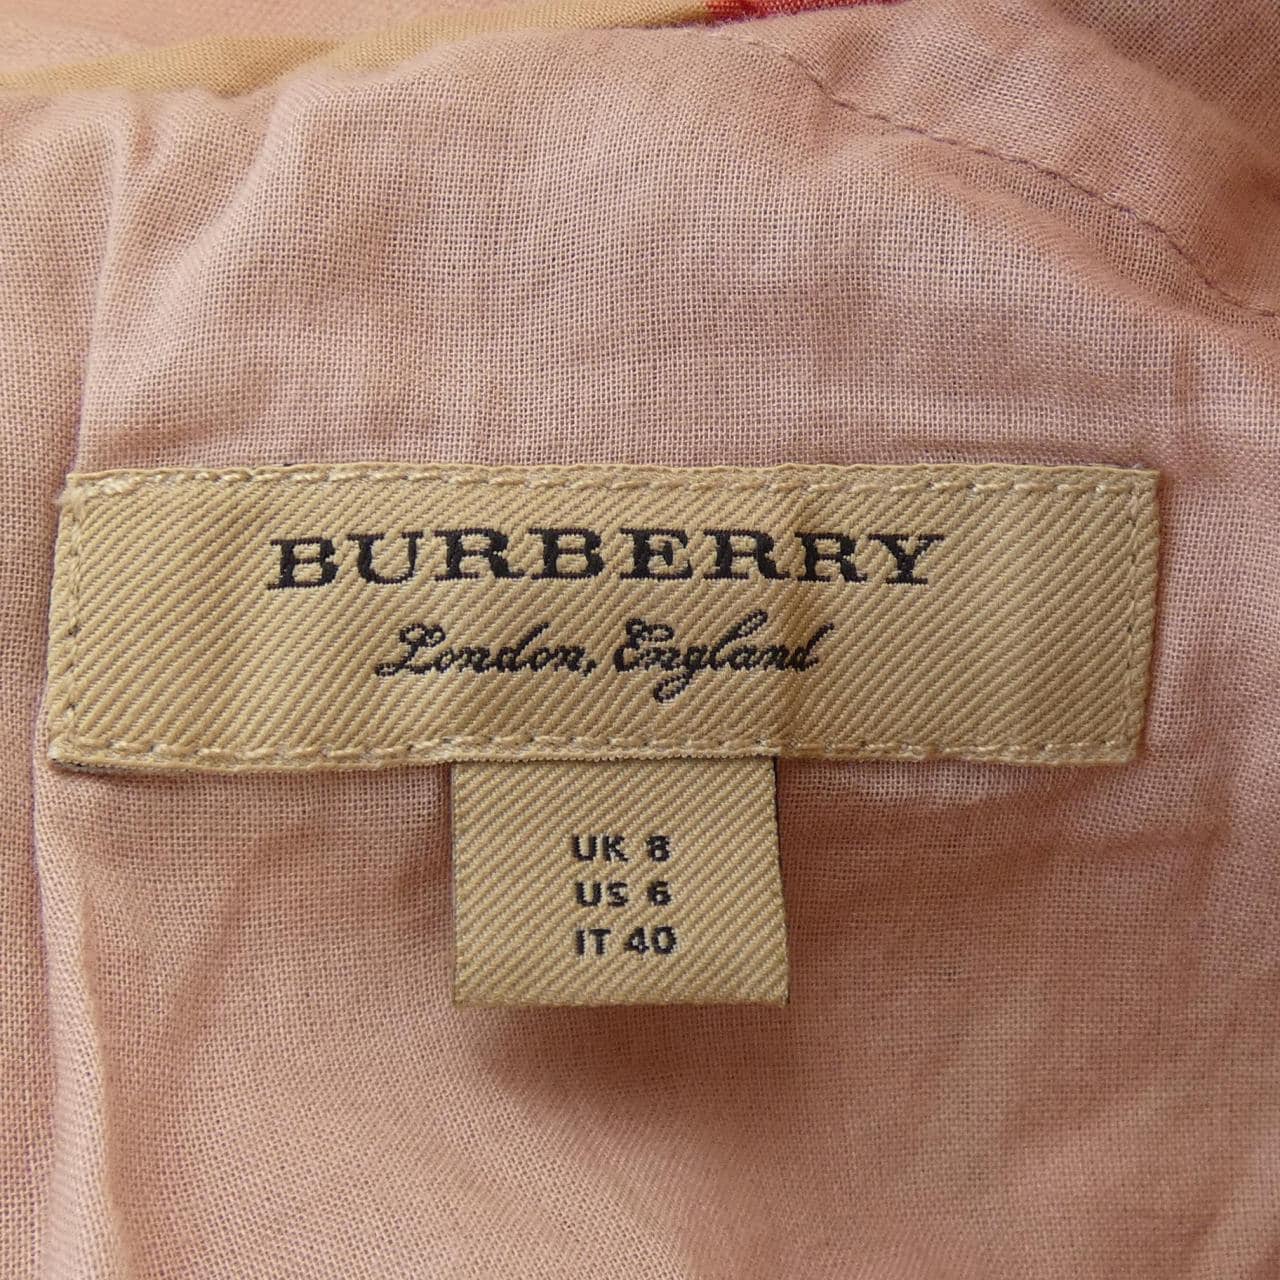 BURBERRY
London, England
UK 8
US 6
IT 40